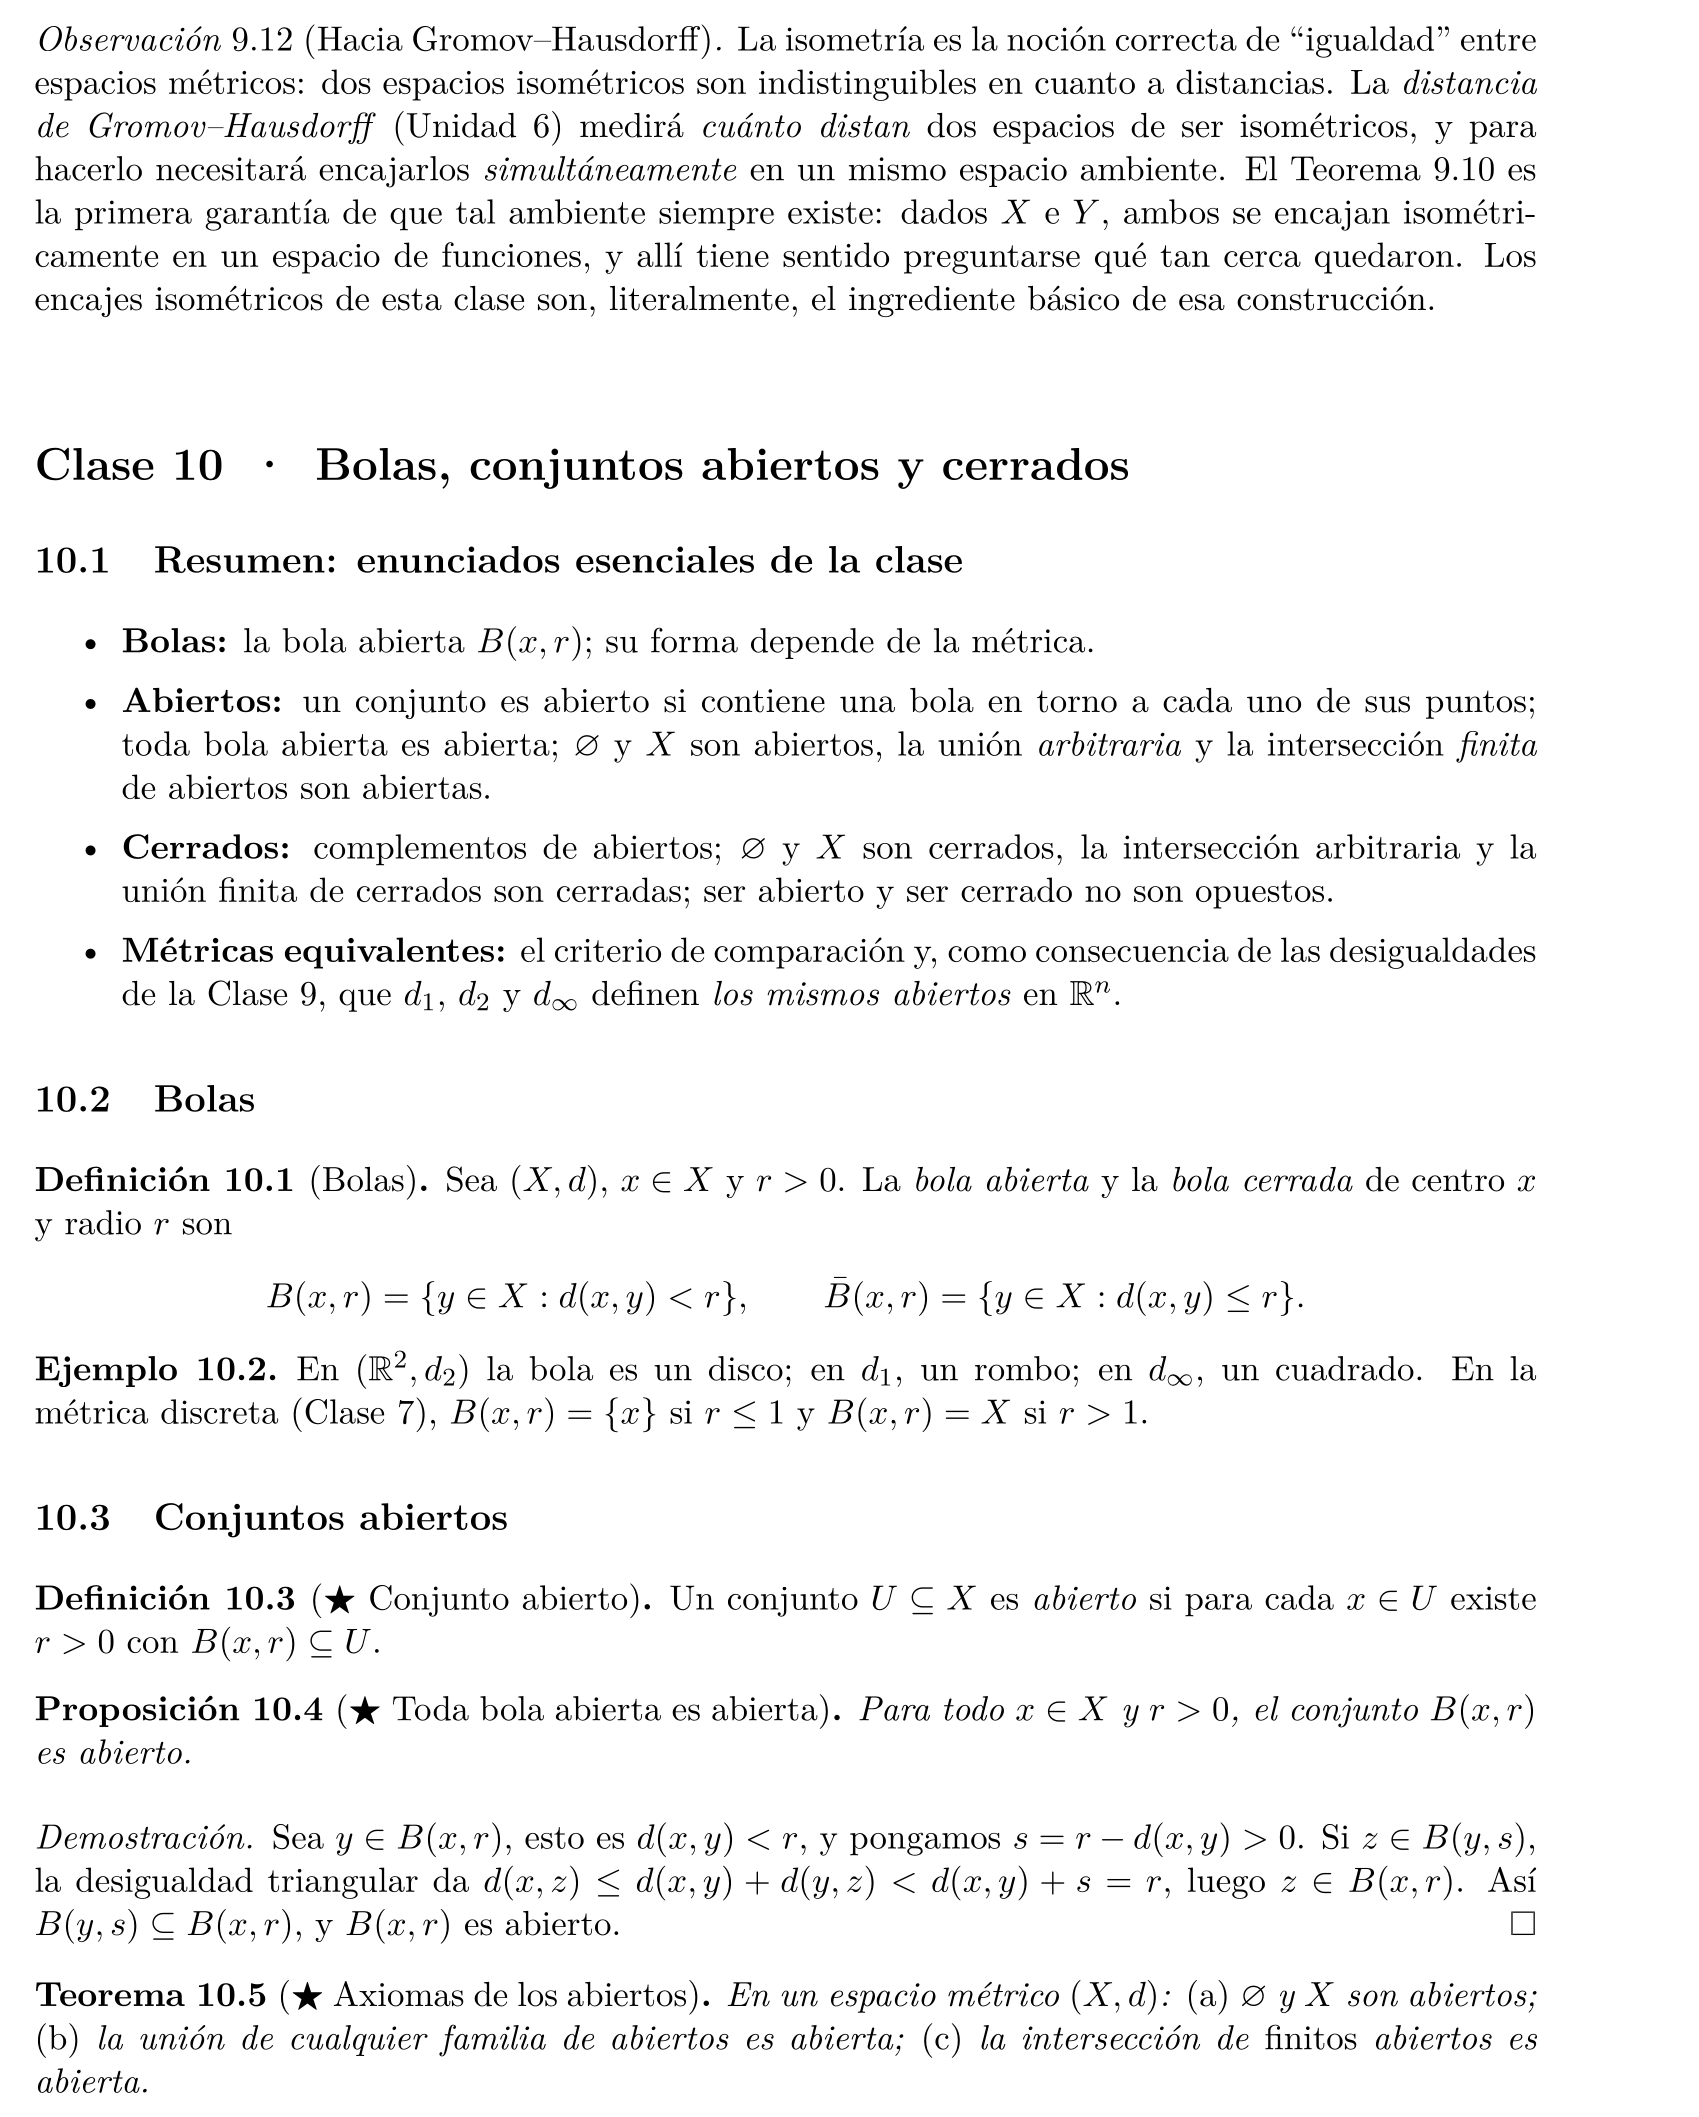 Observación 9.12 (Hacia Gromov–Hausdorff). La isometría es la noción correcta de “igualdad” entre
espacios métricos: dos espacios isométricos son indistinguibles en cuanto a distancias. La distancia
de Gromov–Hausdorff (Unidad 6) medirá cuánto distan dos espacios de ser isométricos, y para
hacerlo necesitará encajarlos simultáneamente en un mismo espacio ambiente. El Teorema 9.10 es
la primera garantía de que tal ambiente siempre existe: dados X e Y, ambos se encajan isométri-
camente en un espacio de funciones, y allí tiene sentido preguntarse qué tan cerca quedaron. Los
encajes isométricos de esta clase son, literalmente, el ingrediente básico de esa construcción.
Clase 10 · Bolas, conjuntos abiertos y cerrados
10.1 Resumen: enunciados esenciales de la clase
• Bolas: la bola abierta B(x, r); su forma depende de la métrica.
• Abiertos: un conjunto es abierto si contiene una bola en torno a cada uno de sus puntos;
toda bola abierta es abierta; ∅ y X son abiertos, la unión arbitraria y la intersección finita
de abiertos son abiertas.
• Cerrados: complementos de abiertos; ∅ y X son cerrados, la intersección arbitraria y la
unión finita de cerrados son cerradas; ser abierto y ser cerrado no son opuestos.
• Métricas equivalentes: el criterio de comparación y, como consecuencia de las desigualdades
de la Clase 9, que d₁, d₂ y d∞ definen los mismos abiertos en ℝⁿ.
10.2 Bolas
Definición 10.1 (Bolas). Sea (X, d), x ∈ X y r > 0. La bola abierta y la bola cerrada de centro x
y radio r son
B(x, r) = {y ∈ X : d(x, y) < r}, B̄(x, r) = {y ∈ X : d(x, y) ≤ r}.
Ejemplo 10.2. En (ℝ², d₂) la bola es un disco; en d₁, un rombo; en d∞, un cuadrado. En la
métrica discreta (Clase 7), B(x, r) = {x} si r ≤ 1 y B(x, r) = X si r > 1.
10.3 Conjuntos abiertos
Definición 10.3 (★ Conjunto abierto). Un conjunto U ⊆ X es abierto si para cada x ∈ U existe
r > 0 con B(x, r) ⊆ U.
Proposición 10.4 (★ Toda bola abierta es abierta). Para todo x ∈ X y r > 0, el conjunto B(x, r)
es abierto.
Demostración. Sea y ∈ B(x, r), esto es d(x, y) < r, y pongamos s = r − d(x, y) > 0. Si z ∈ B(y, s),
la desigualdad triangular da d(x, z) ≤ d(x, y) + d(y, z) < d(x, y) + s = r, luego z ∈ B(x, r). Así
B(y, s) ⊆ B(x, r), y B(x, r) es abierto. □
Teorema 10.5 (★ Axiomas de los abiertos). En un espacio métrico (X, d): (a) ∅ y X son abiertos;
(b) la unión de cualquier familia de abiertos es abierta; (c) la intersección de finitos abiertos es
abierta.